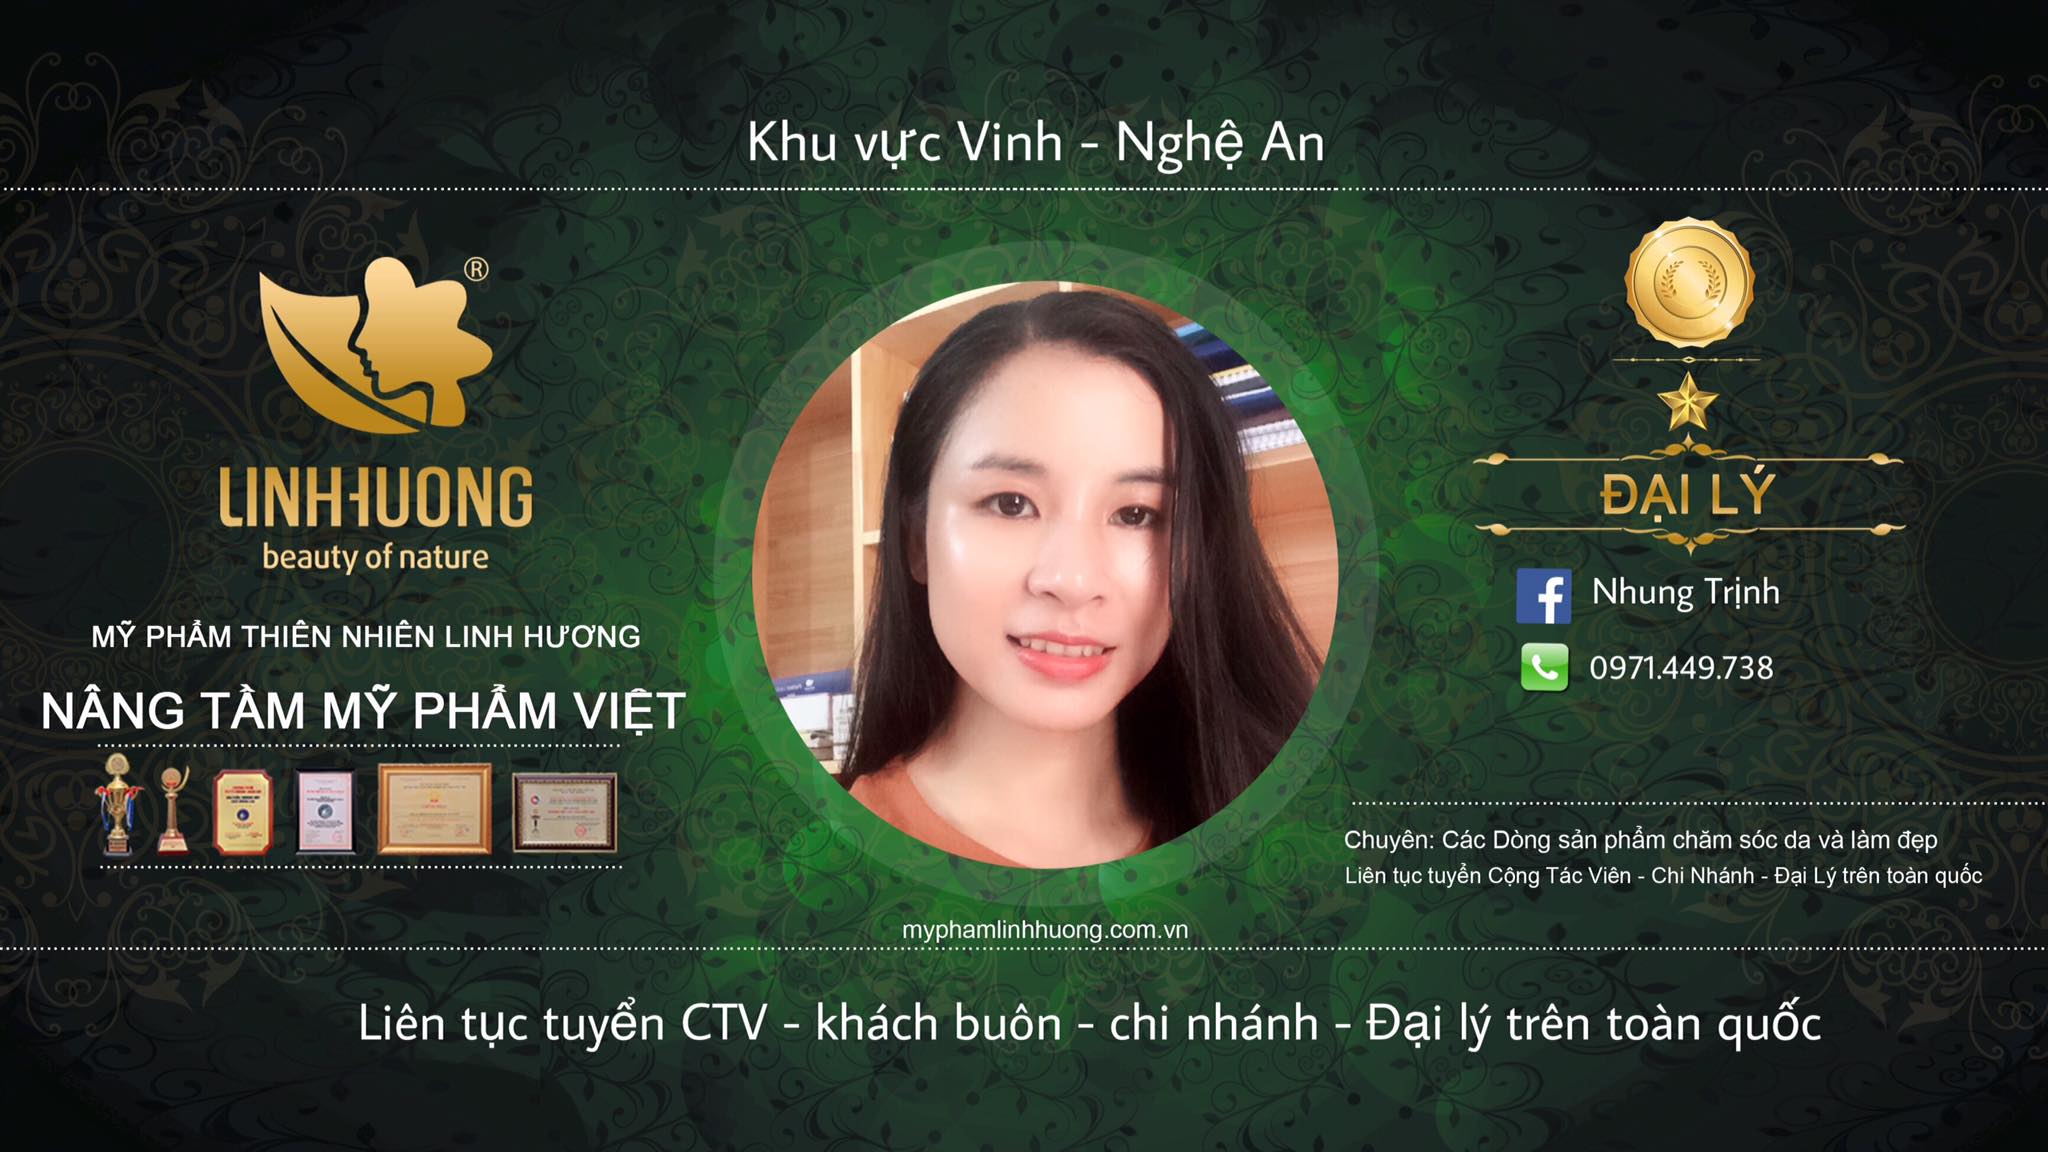 Khu vực Vinh - Nghệ An
®
LINHHUONG
beauty of nature
MỸ PHẨM THIÊN NHIÊN LINH HƯƠNG
NÂNG TẦM MỸ PHẨM VIỆT
ĐẠI LÝ
Nhung Trịnh
0971.449.738
Chuyên: Các Dòng sản phẩm chăm sóc da và làm đẹp
Liên tục tuyển Cộng Tác Viên - Chi Nhánh - Đại Lý trên toàn quốc
myphamlinhhuong.com.vn
Liên tục tuyển CTV - khách buôn - chi nhánh - Đại lý trên toàn quốc